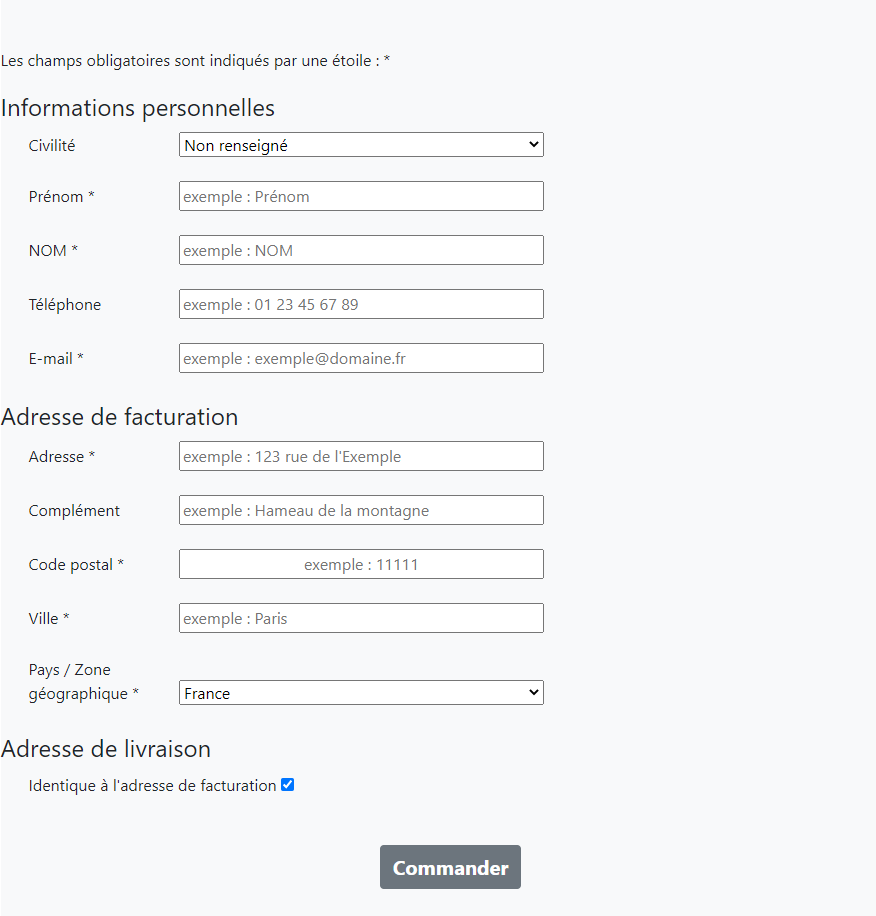 Les champs obligatoires sont indiqués par une étoile : *
Informations personnelles
Civilité
Non renseigné
Prénom *
exemple : Prénom
NOM *
exemple : NOM
Téléphone
exemple : 01 23 45 67 89
E-mail *
exemple : exemple@domaine.fr
Adresse de facturation
Adresse *
exemple : 123 rue de l'Exemple
Complément
exemple : Hameau de la montagne
Code postal *
exemple : 11111
Ville *
exemple : Paris
Pays / Zone
géographique *
France
Adresse de livraison
Identique à l'adresse de facturation
Commander